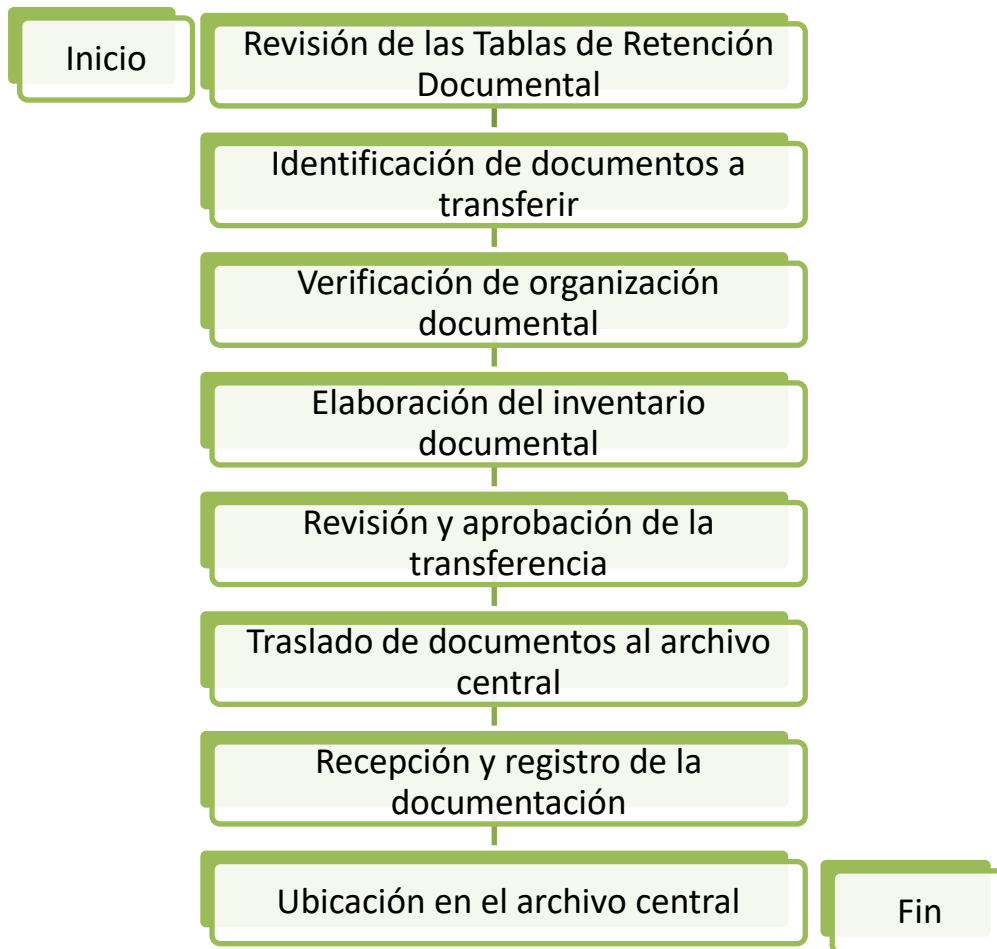 Inicio
Revisión de las Tablas de Retención
Documental
Identificación de documentos a
transferir
Verificación de organización
documental
Elaboración del inventario
documental
Revisión y aprobación de la
transferencia
Traslado de documentos al archivo
central
Recepción y registro de la
documentación
Ubicación en el archivo central
Fin